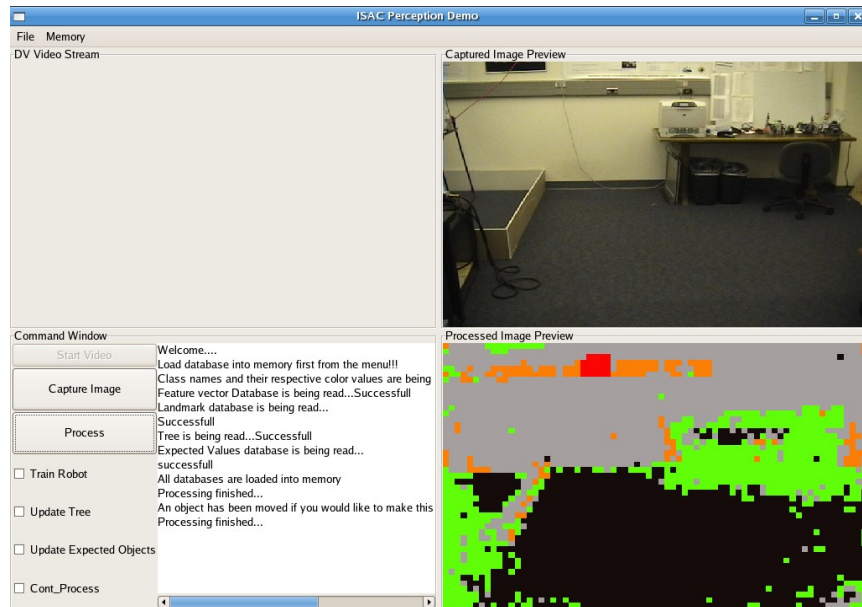 ISAC Perception Demo
File Memory
DV Video Stream
Captured Image Preview
Command Window
Start Video
Capture Image
Process
Train Robot
Update Tree
Update Expected Objects
Cont_Process
Welcome....
Load database into memory first from the menu!!!
Class names and their respective color values are being
Feature vector Database is being read...Successfull
Landmark database is being read...
Successfull
Tree is being read...Successfull
Expected Values database is being read...
successfull
All databases are loaded into memory
Processing finished...
An object has been moved if you would like to make this
Processing finished...
Processed Image Preview